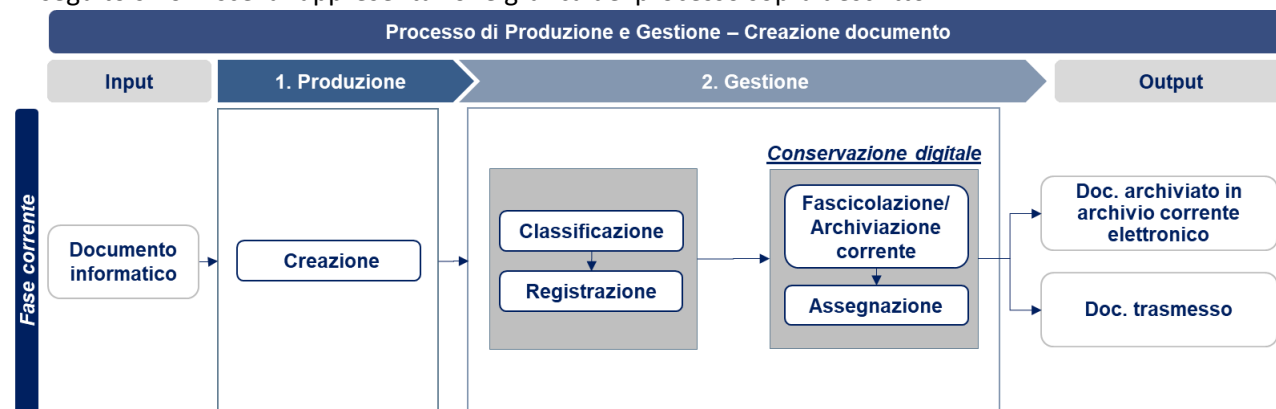 Processo di Produzione e Gestione – Creazione documento
Input
1. Produzione
2. Gestione
Output
Fase corrente
Documento
informatico
Creazione
Classificazione
Registrazione
Conservazione digitale
Fascicolazione/
Archiviazione
corrente
Assegnazione
Doc. archiviato in
archivio corrente
elettronico
Doc. trasmesso